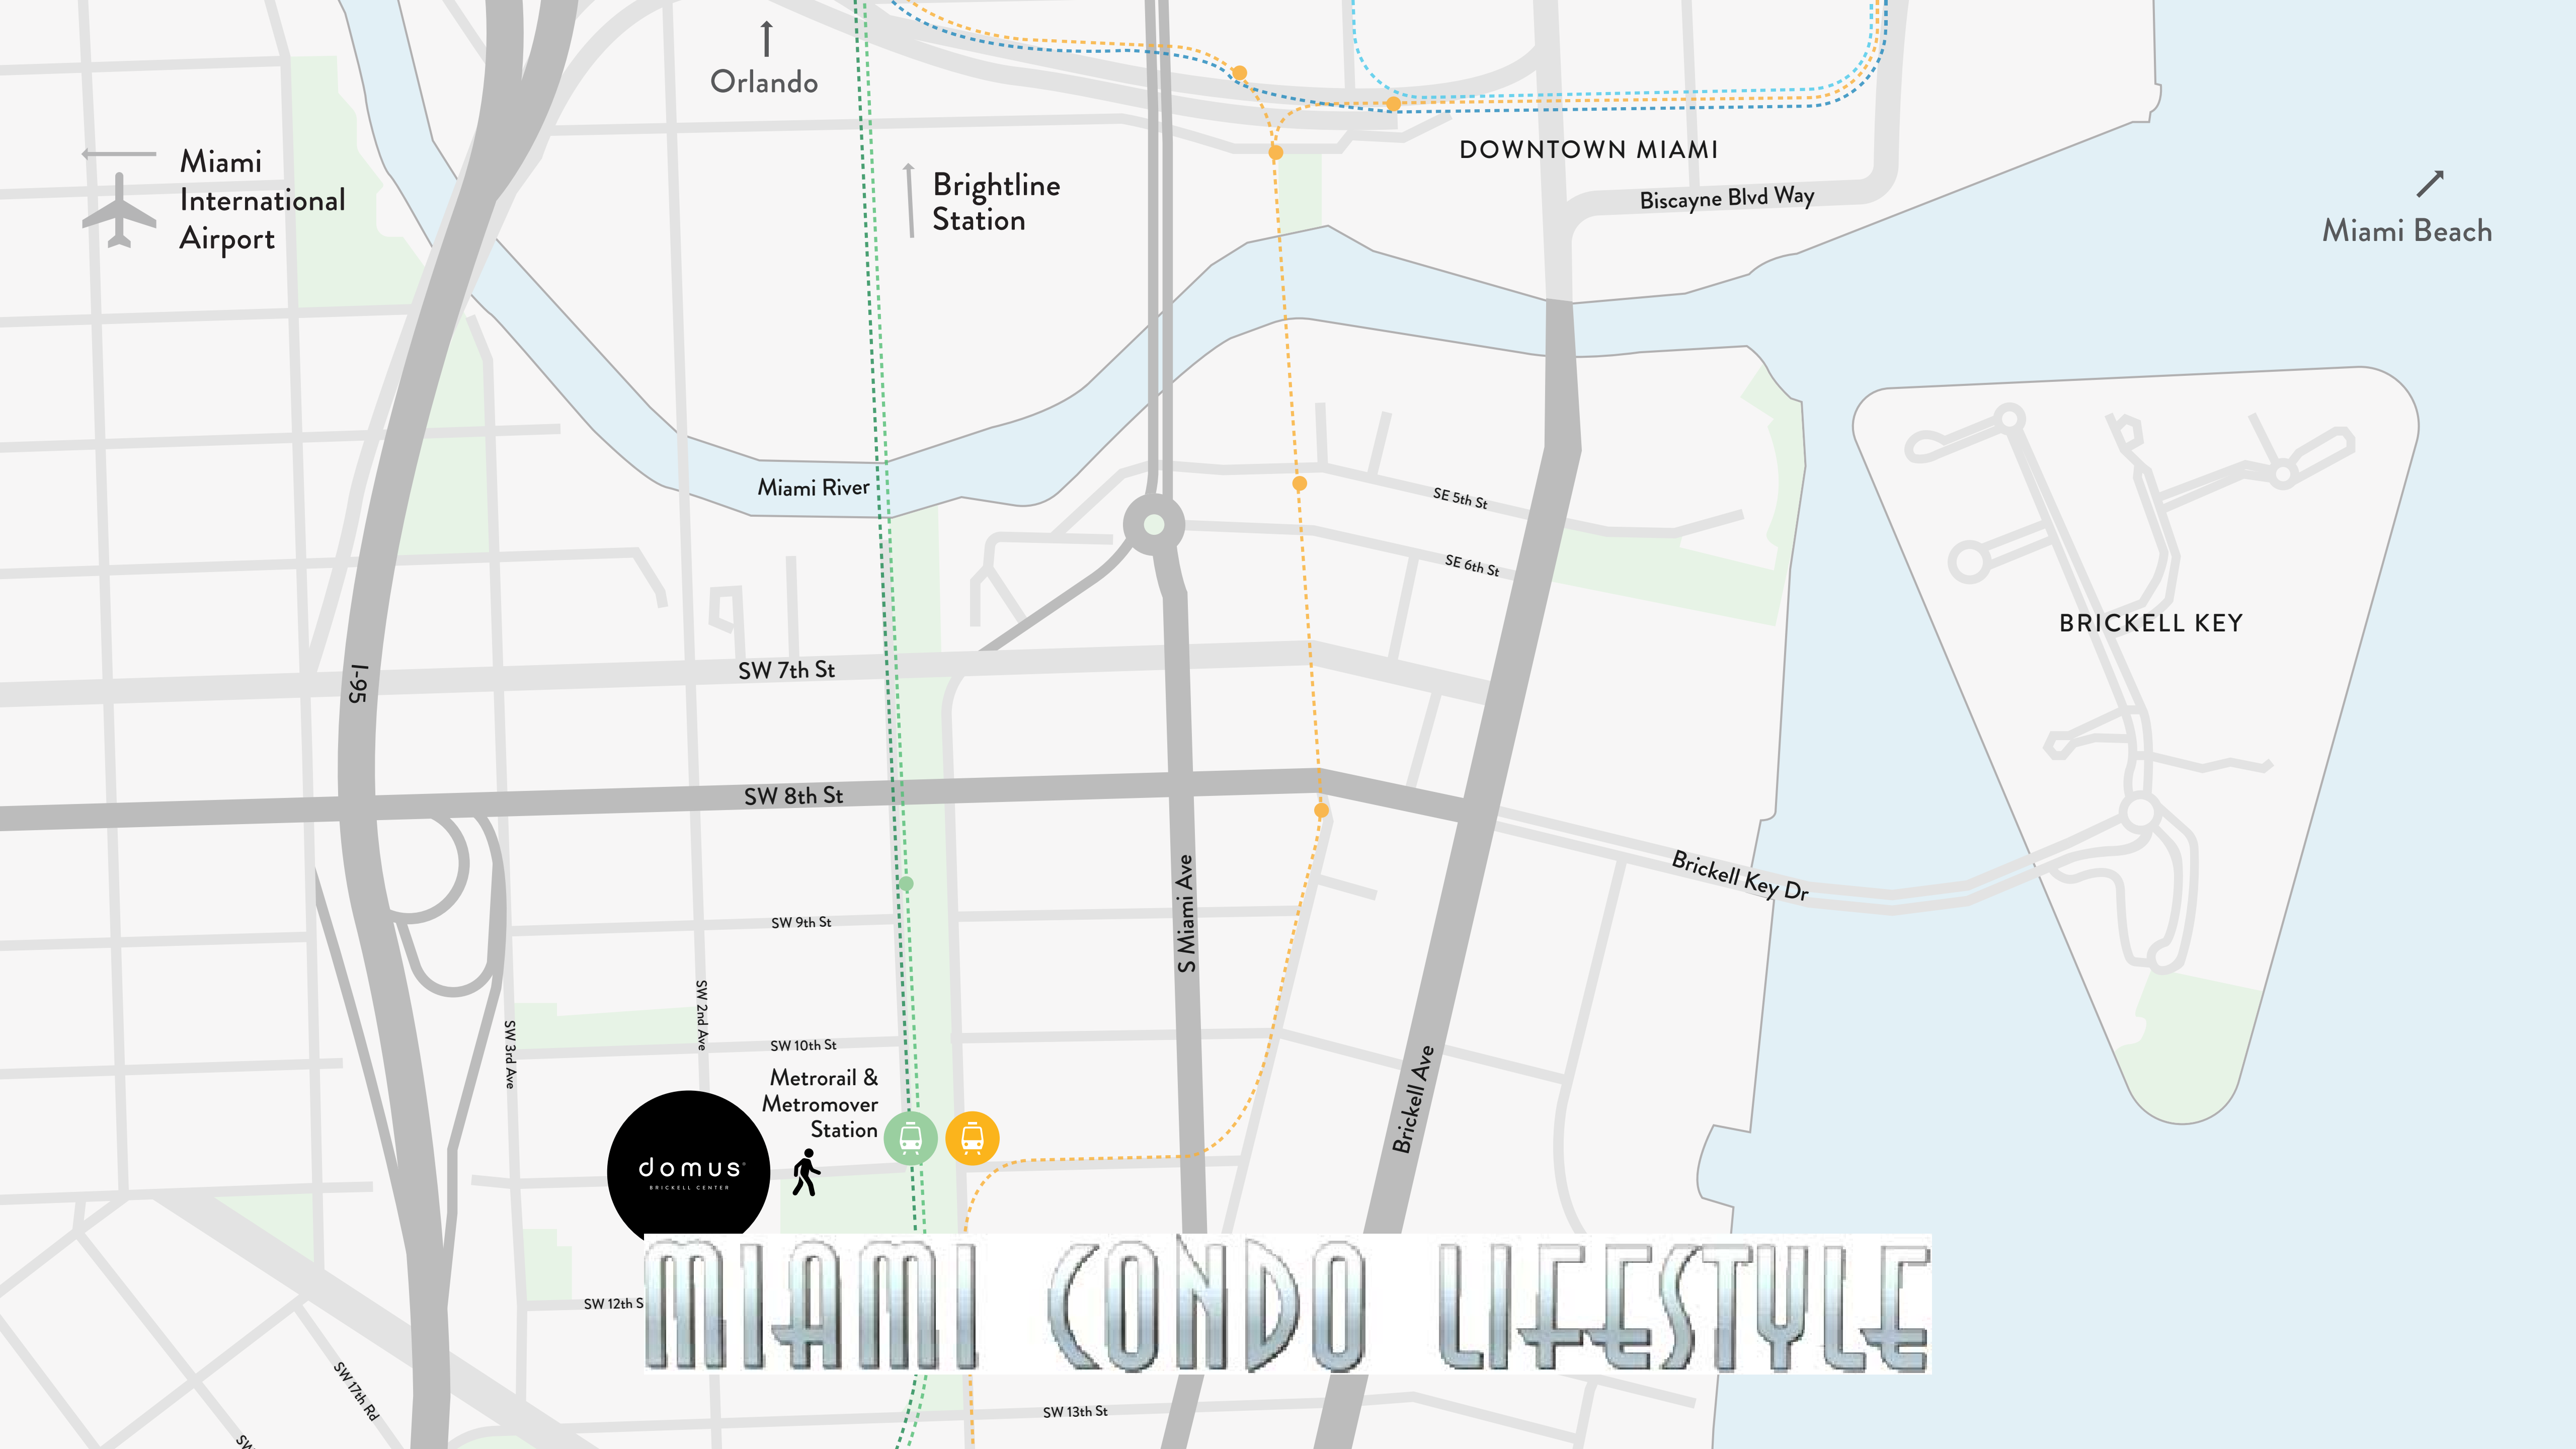 Orlando
Miami
International
Airport
Brightline
Station
DOWNTOWN MIAMI
Biscayne Blvd Way
Miami Beach
Miami River
SE 5th St
SE 6th St
BRICKELL KEY
I-95
SW 7th St
SW 8th St
Brickell Key Dr
S Miami Ave
SW 9th St
SW 2nd Ave
SW 3rd Ave
SW 10th St
Brickell Ave
Metrorail &
Metromover
Station
domus
BRICKELL CENTER
MIAMI CONDO LIFESTYLE
SW 12th S
SW 17th Rd
SW 13th St
SW